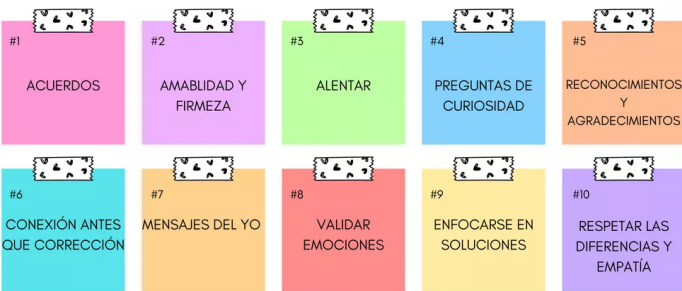 #1
ACUERDOS
#2
AMABLIDAD Y
FIRMEZA
#3
ALENTAR
#4
PREGUNTAS DE
CURIOSIDAD
#5
RECONOCIMIENTOS
Y
AGRADECIMIENTOS
#6
CONEXIÓN ANTES
QUE CORRECCIÓN
#7
MENSAJES DEL YO
#8
VALIDAR
EMOCIONES
#9
ENFOCARSE EN
SOLUCIONES
#10
RESPETAR LAS
DIFERENCIAS Y
EMPATÍA